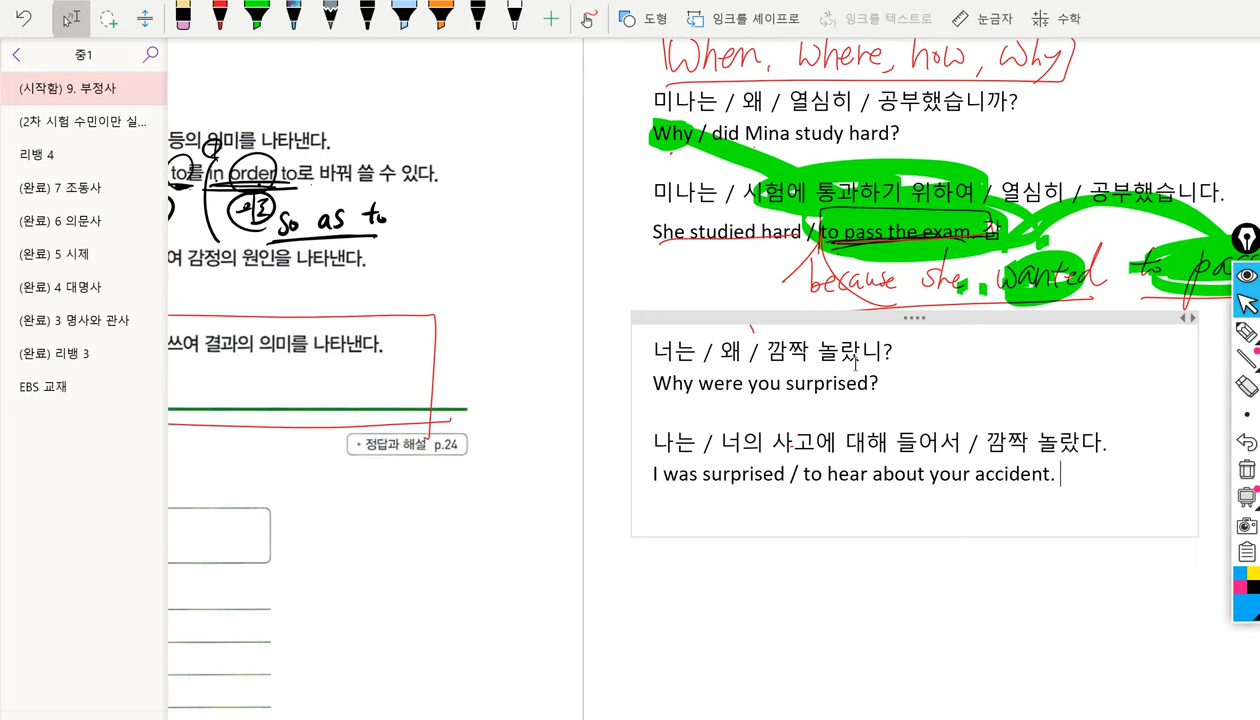 도형
잉크를 셰이프로
잉크를 텍스트로
눈금자
수학
중1
(시작함) 9. 부정사
(2차 시험 수민이만 실...
리뱅 4
(완료) 7 조동사
(완료) 6 의문사
(완료) 5 시제
(완료) 4 대명사
(완료) 3 명사와 관사
(완료) 리뱅 3
EBS 교재
등의 의미를 나타낸다.
to를 in order to로 바꿔 쓸 수 있다.
so as to
여 감정의 원인을 나타낸다.
쓰여 결과의 의미를 나타낸다.
• 정답과 해설 p.24
When, where, how, why
미나는 / 왜 / 열심히 / 공부했습니까?
Why / did Mina study hard?
미나는 / 시험에 통과하기 위하여 / 열심히 / 공부했습니다.
She studied hard / to pass the exam. 갑
because she wanted to pass
너는 / 왜 / 깜짝 놀랐니?
Why were you surprised?
나는 / 너의 사고에 대해 들어서 / 깜짝 놀랐다.
I was surprised / to hear about your accident.